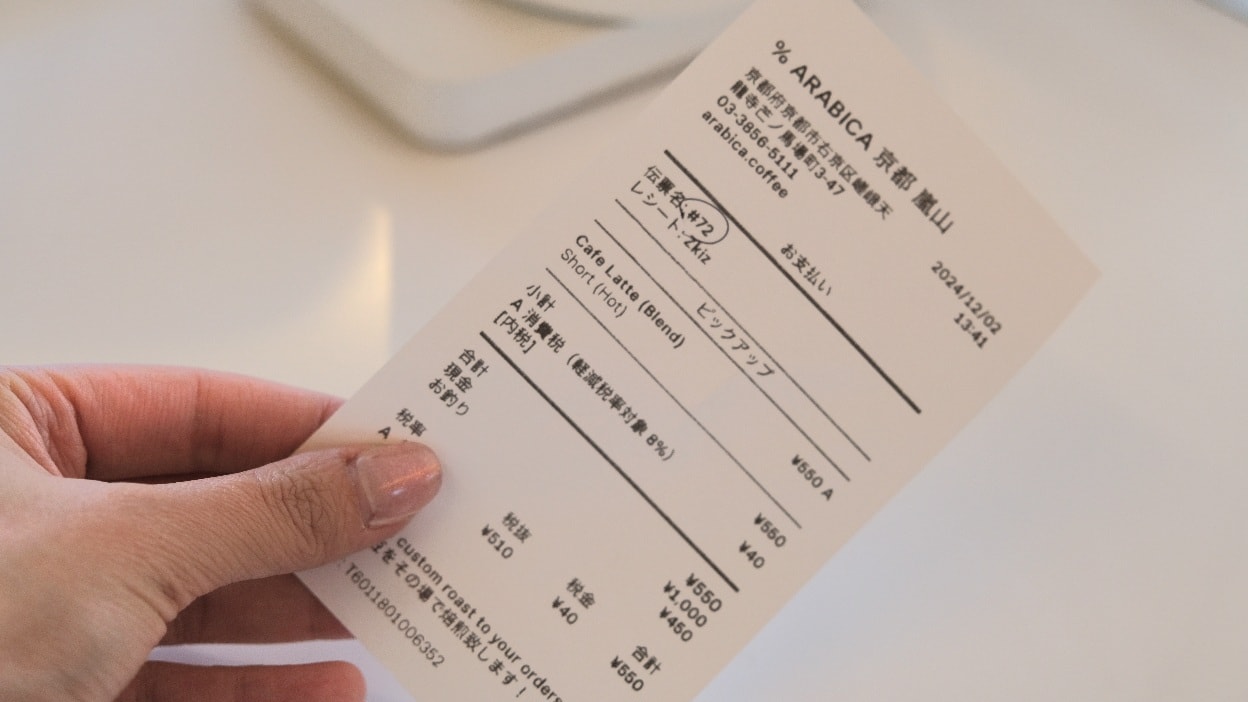 % ARABICA 京都 嵐山
京都府京都市右京区嵯峨天
龍寺芒ノ馬場町3-47
03-3856-5111
arabica.coffee
2024/12/02
13:41
お支払い
伝票名: #72
レシート: Zkiz
ピックアップ
Cafe Latte (Blend) ¥550 A
Short (Hot)
小計 ¥550
A 消費税 (軽減税率対象 8%) ¥40
[内税]
合計 ¥550
現金 ¥1,000
お釣り ¥450
税率 税抜 税金 合計
A ¥510 ¥40 ¥550
custom roast to your orders
をその場で焙煎致します!
T6011801006352